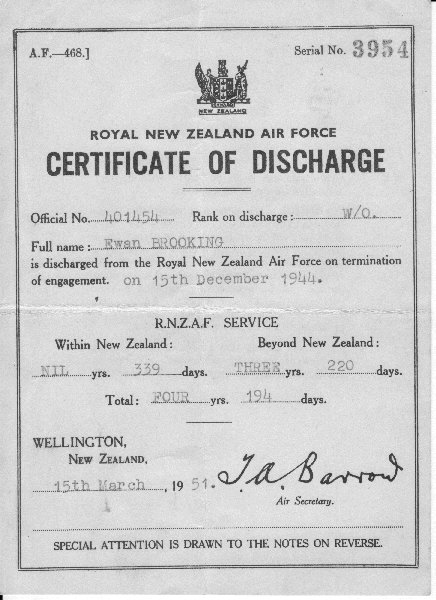 A.F.—468.]
Serial No. 3954
NEW ZEALAND
ROYAL NEW ZEALAND AIR FORCE
CERTIFICATE OF DISCHARGE
Official No. 401454 Rank on discharge: W/O.
Full name: Ewan BROOKING
is discharged from the Royal New Zealand Air Force on termination
of engagement. on 15th December 1944.
R.N.Z.A.F. SERVICE
Within New Zealand: Beyond New Zealand:
NIL yrs. 339 days. THREE yrs. 220 days.
Total: FOUR yrs. 194 days.
WELLINGTON,
NEW ZEALAND,
15th March, 1951. T.A. Barrow
Air Secretary.
SPECIAL ATTENTION IS DRAWN TO THE NOTES ON REVERSE.